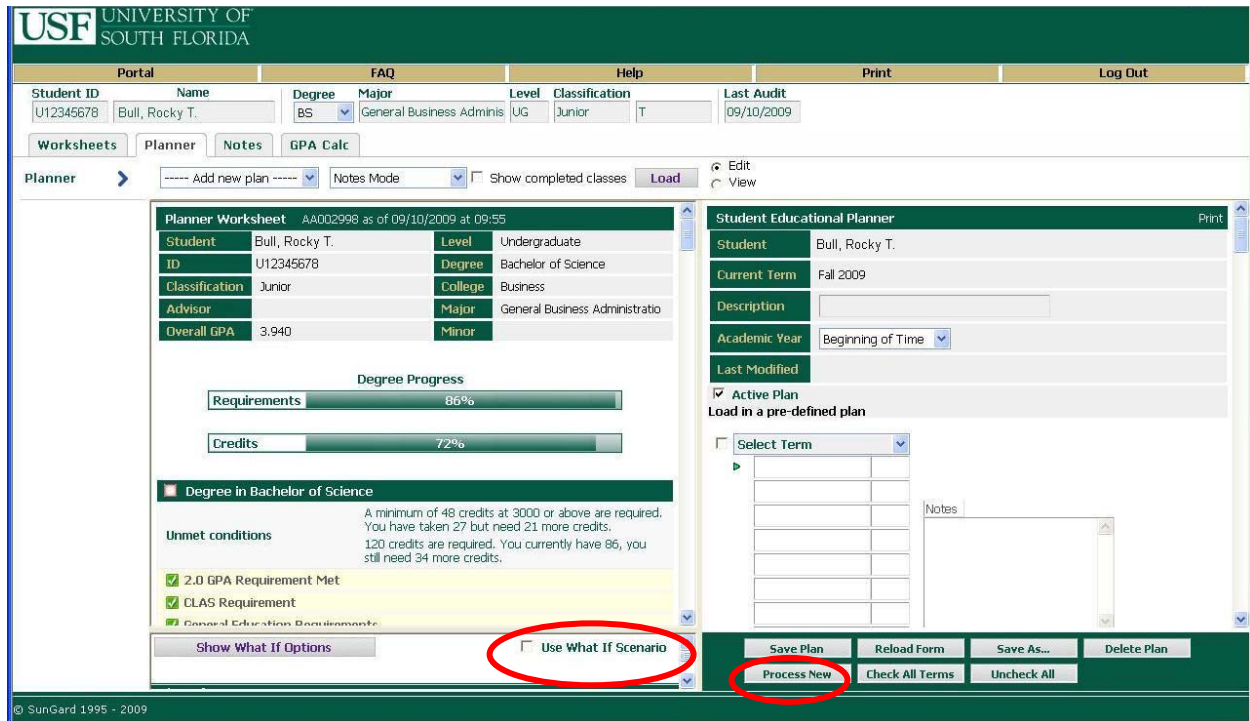 USF UNIVERSITY OF
SOUTH FLORIDA
Portal FAQ Help Print Log Out
Student ID Name Degree Major Level Classification Last Audit
U12345678 Bull, Rocky T. BS General Business Adminis UG Junior T 09/10/2009
Worksheets Planner Notes GPA Calc
Planner ----- Add new plan ----- Notes Mode Show completed classes Load Edit
View
Planner Worksheet AA002998 as of 09/10/2009 at 09:55
Student Bull, Rocky T. Level Undergraduate
ID U12345678 Degree Bachelor of Science
Classification Junior College Business
Advisor Major General Business Administratio
Overall GPA 3.940 Minor
Degree Progress
Requirements 86%
Credits 72%
Degree in Bachelor of Science
Unmet conditions
A minimum of 48 credits at 3000 or above are required.
You have taken 27 but need 21 more credits.
120 credits are required. You currently have 86, you
still need 34 more credits.
2.0 GPA Requirement Met
CLAS Requirement
General Education Requirements
Show What If Options Use What If Scenario
Student Educational Planner Print
Student Bull, Rocky T.
Current Term Fall 2009
Description
Academic Year Beginning of Time
Last Modified
Active Plan
Load in a pre-defined plan
Select Term
Notes
Save Plan Reload Form Save As... Delete Plan
Process New Check All Terms Uncheck All
© SunGard 1995 - 2009